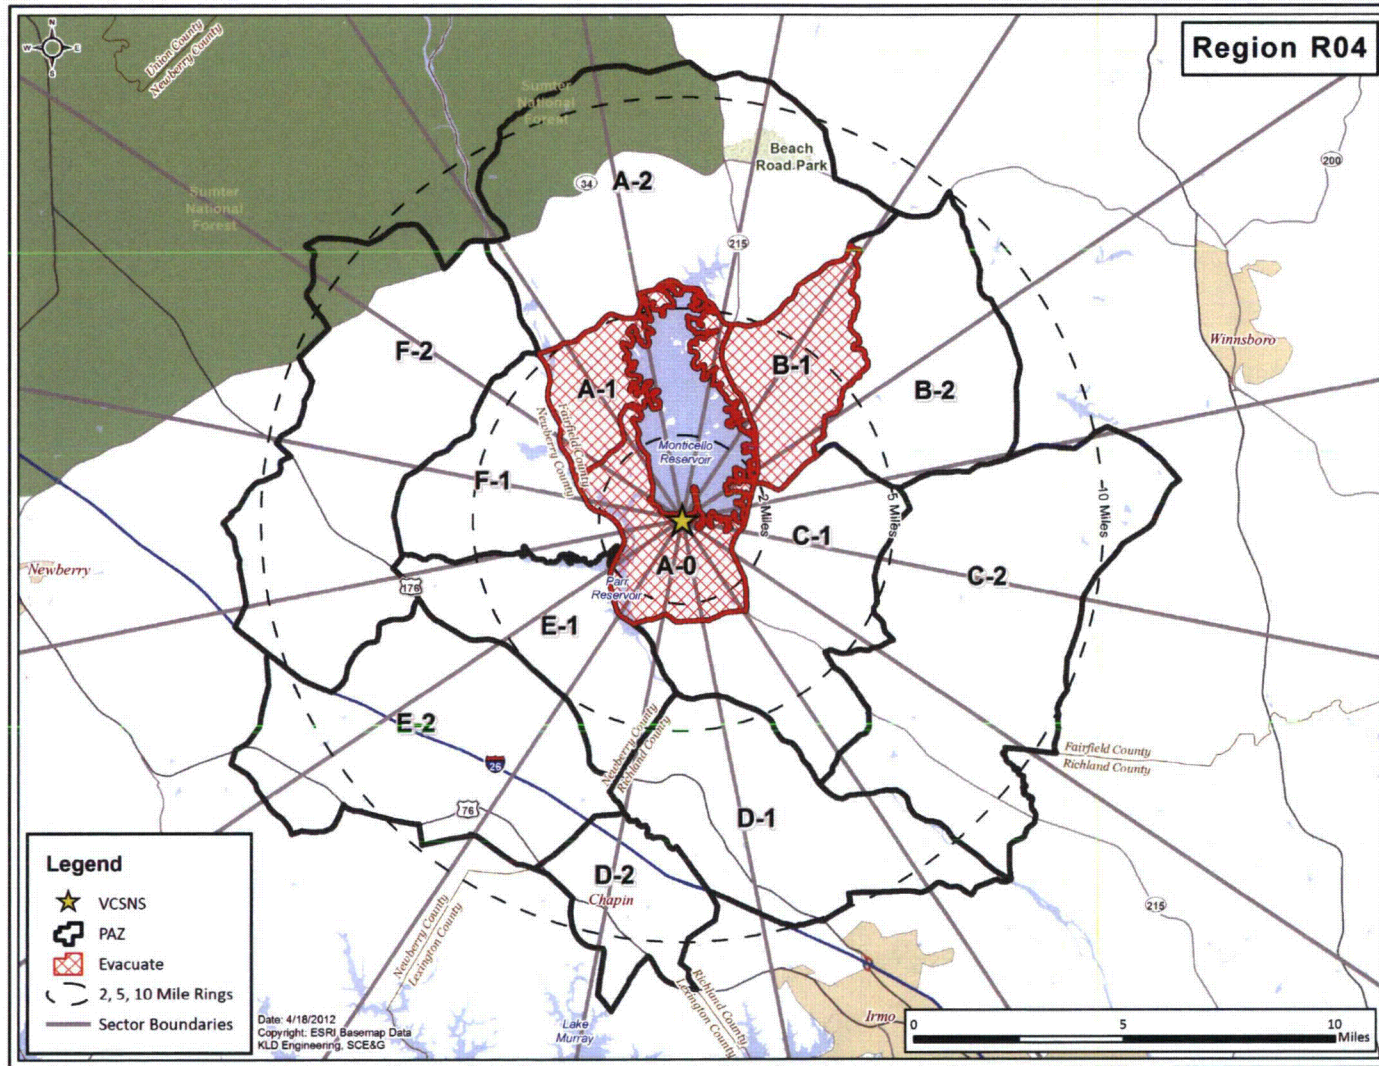 Region R04
N
W
E
S
Union County
Newberry County
Sumter
National
Forest
Beach
Road Park
200
A-2
34
Sumter
National
Forest
215
Winnsboro
F-2
B-1
A-1
B-2
Fairfield County
Newberry County
Monticello
Reservoir
F-1
2 Miles
5 Miles
10 Miles
C-1
A-0
C-2
Newberry
176
Parr
Reservoir
E-1
E-2
Newberry County
Richland County
Fairfield County
Richland County
26
76
D-1
D-2
Chapin
215
Newberry County
Lexington County
Richland County
Lexington County
Irmo
Lake
Murray
Legend
VCSNS
PAZ
Evacuate
2, 5, 10 Mile Rings
Sector Boundaries
Date: 4/18/2012
Copyright: ESRI Basemap Data
KLD Engineering, SCE&G
0 5 10
Miles